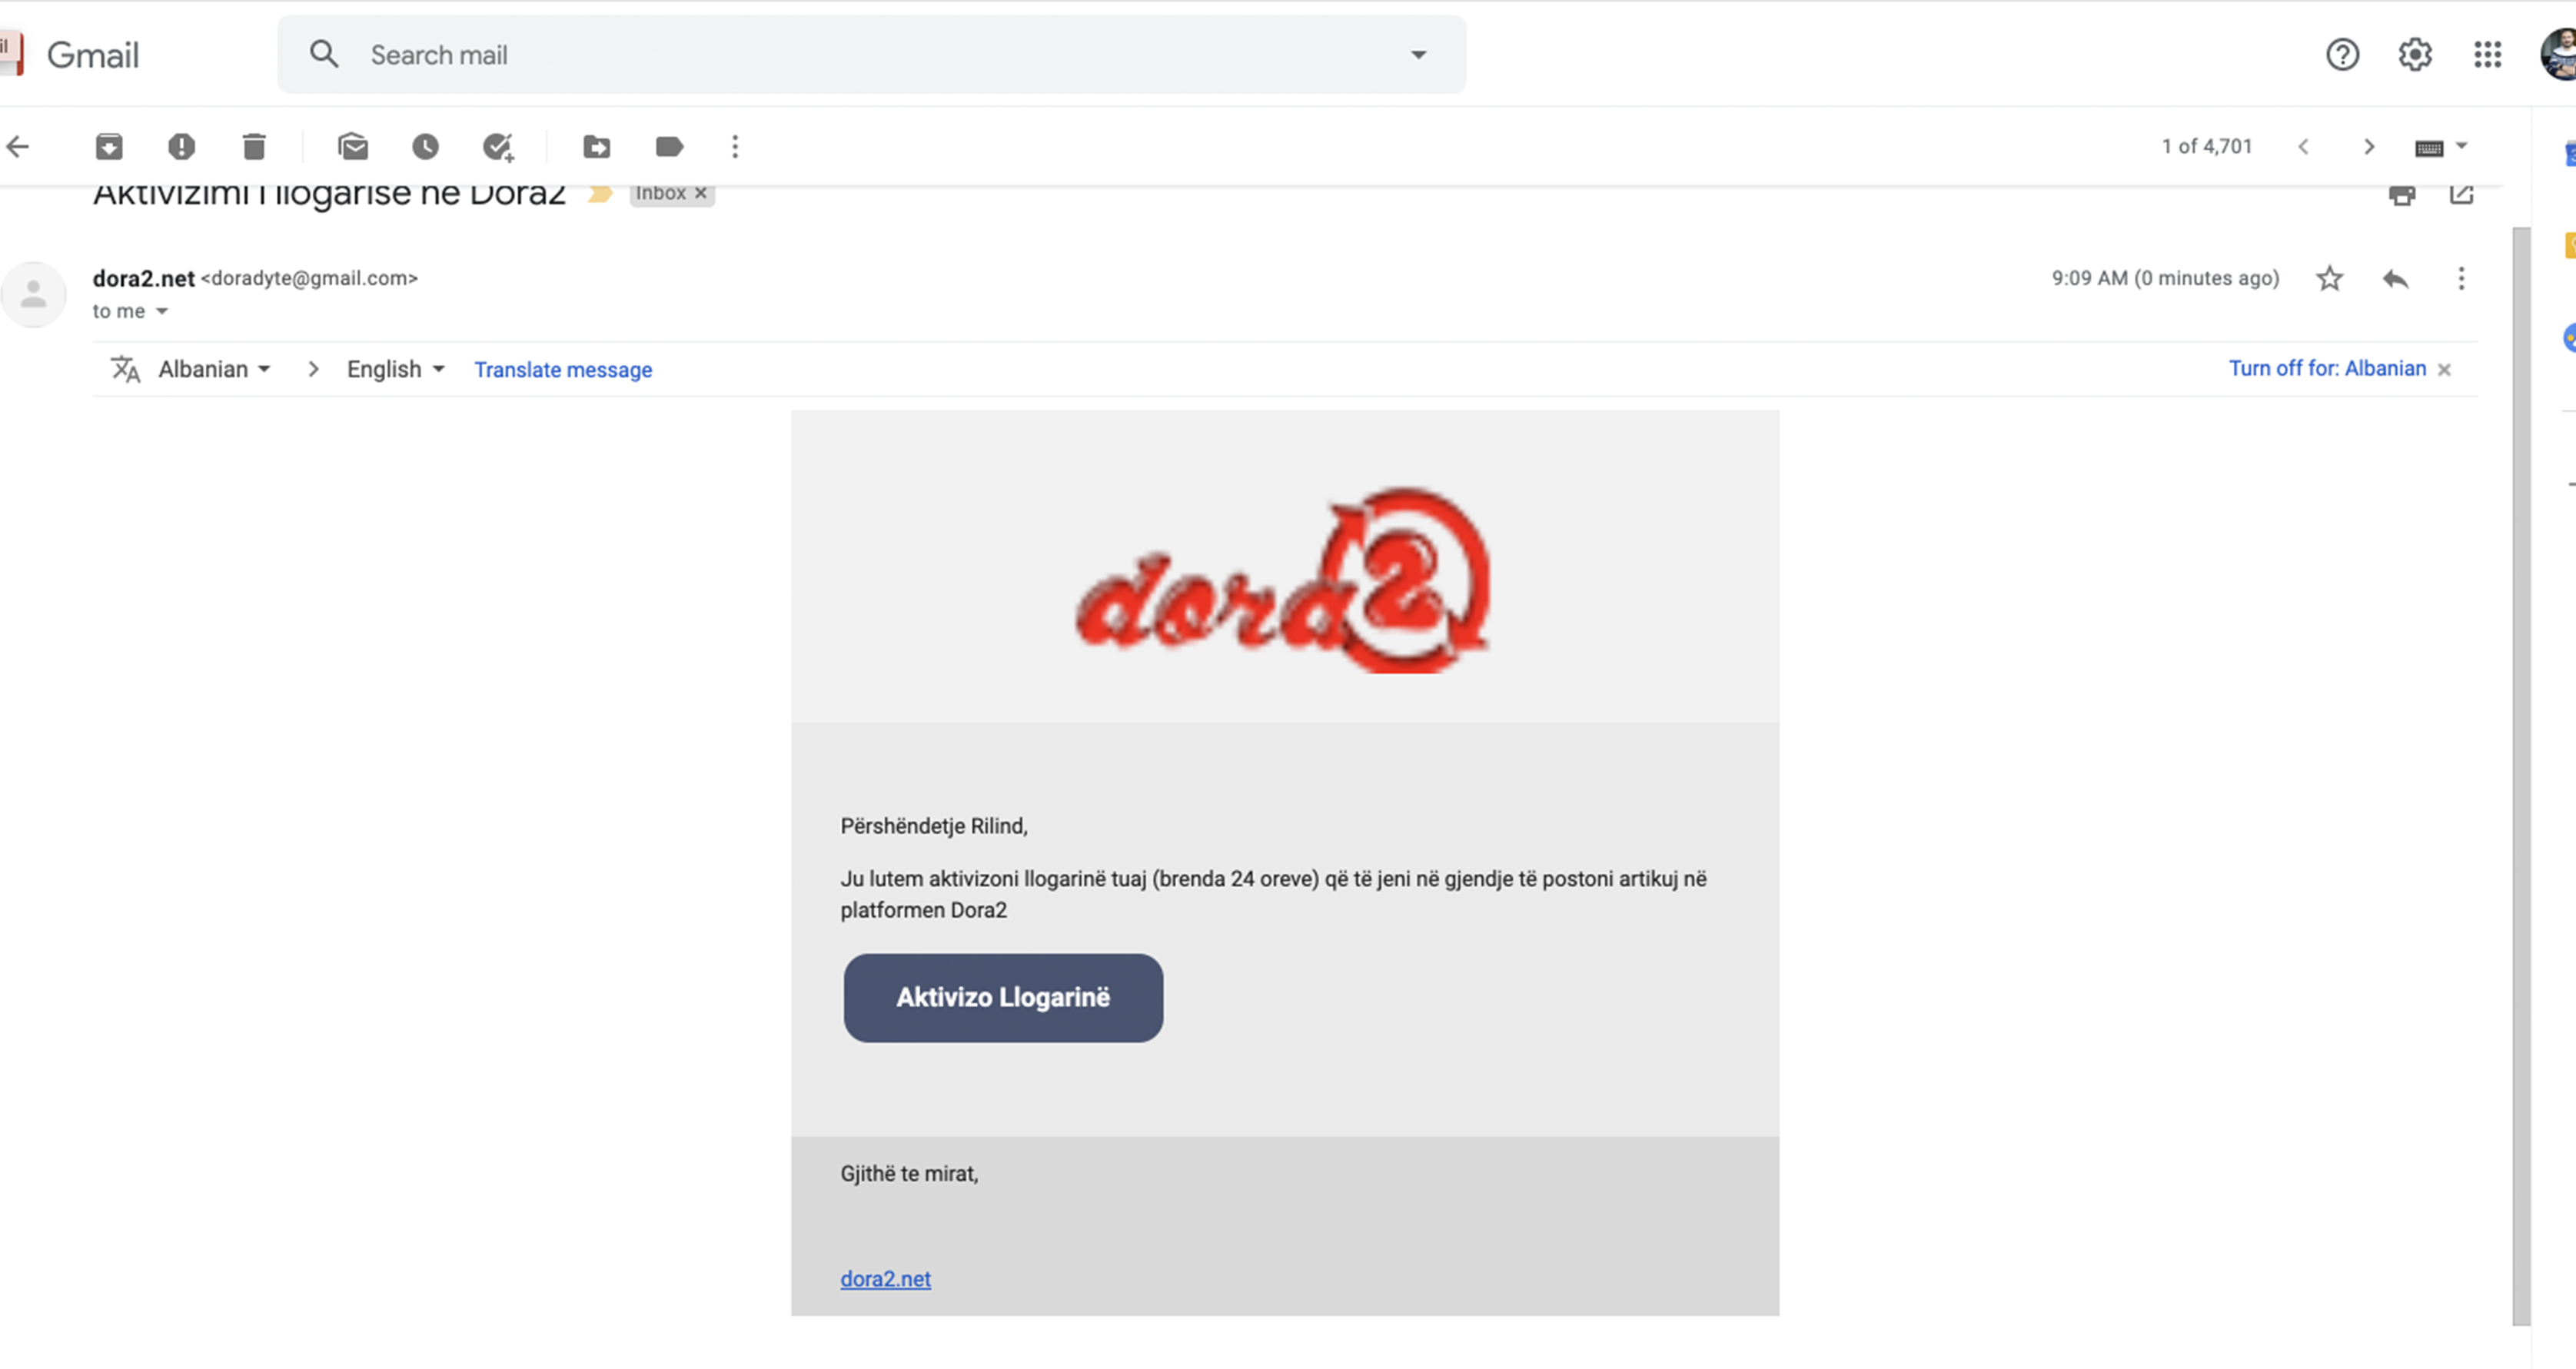 il Gmail
Search mail
1 of 4,701
Aktivizimi i llogarisë në Dora2 Inbox ×
dora2.net <doradyte@gmail.com>
9:09 AM (0 minutes ago)
to me
Albanian > English Translate message
Turn off for: Albanian ×
dora2
Përshëndetje Rilind,
Ju lutem aktivizoni llogarinë tuaj (brenda 24 oreve) që të jeni në gjendje të postoni artikuj në
platformen Dora2
Aktivizo Llogarinë
Gjithë te mirat,
dora2.net